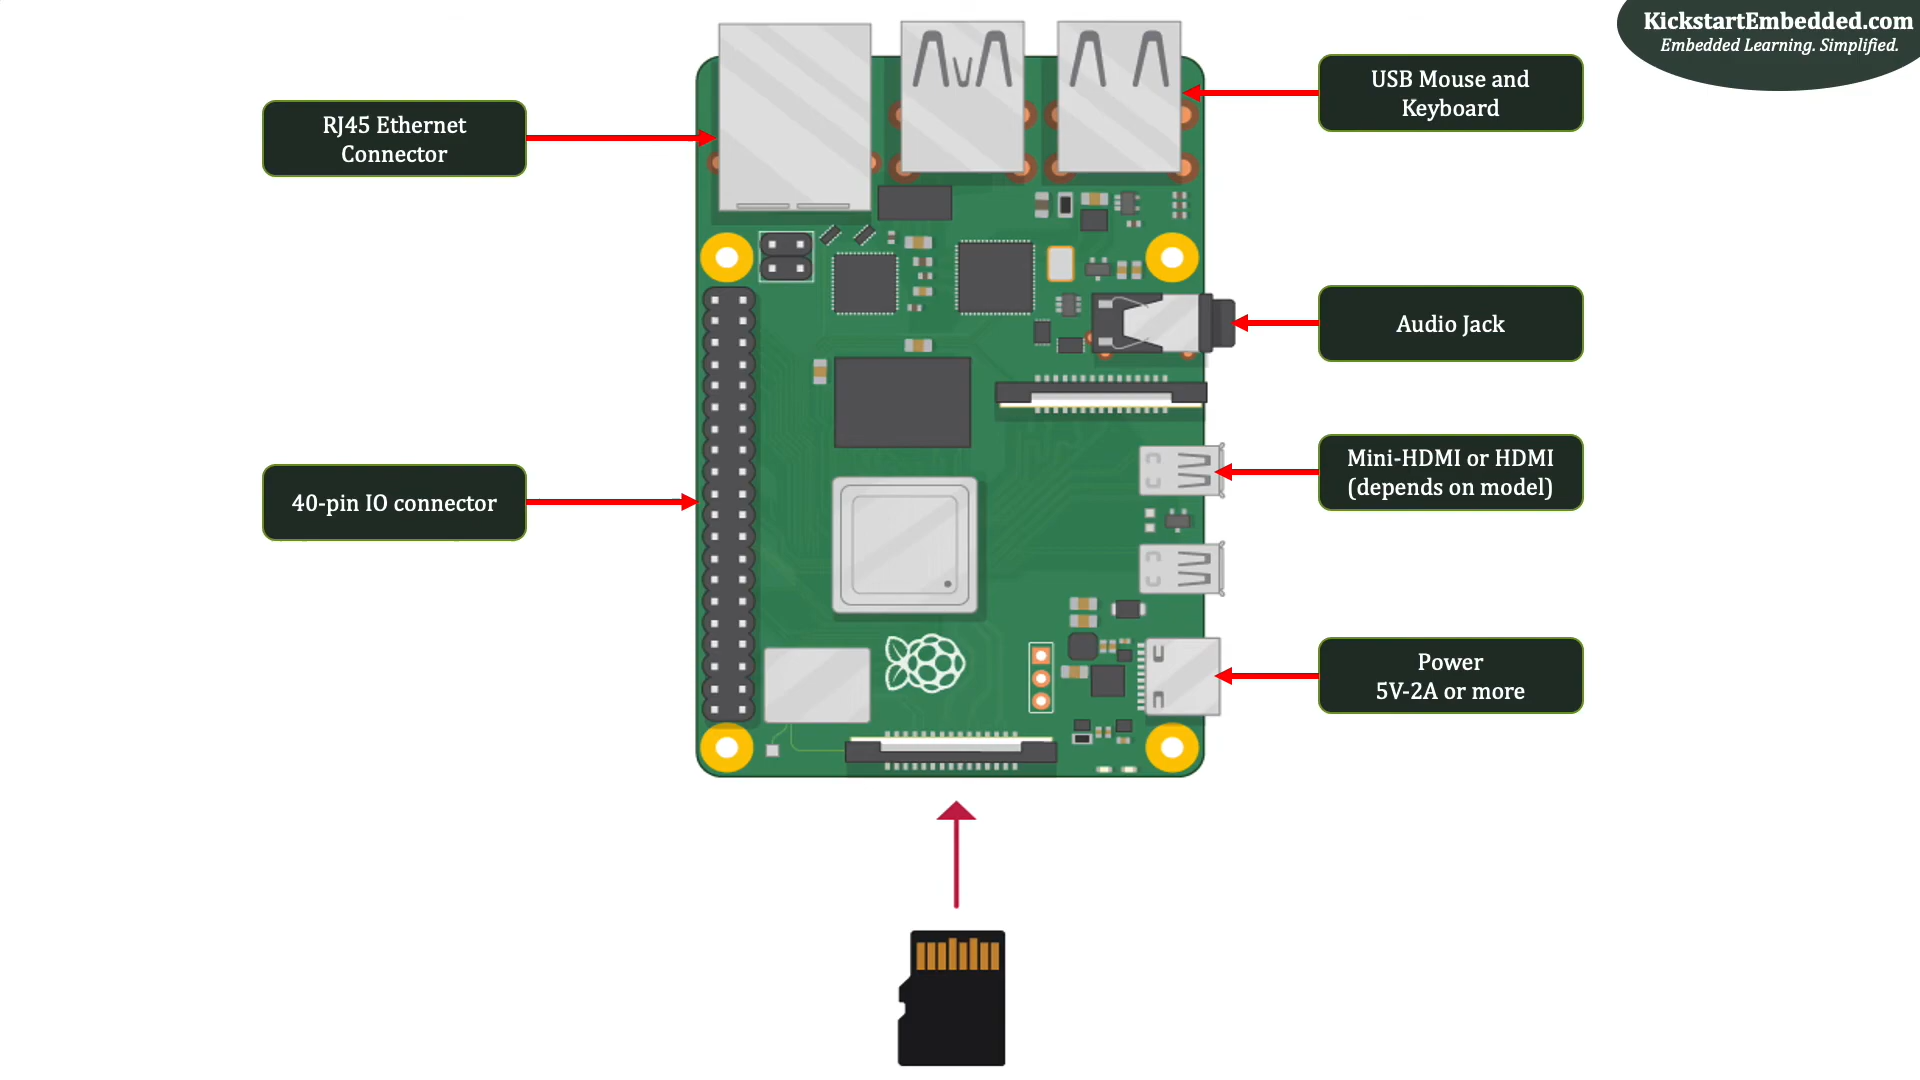 KickstartEmbedded.com
Embedded Learning. Simplified.
USB Mouse and
Keyboard
RJ45 Ethernet
Connector
Audio Jack
Mini-HDMI or HDMI
(depends on model)
40-pin IO connector
Power
5V-2A or more